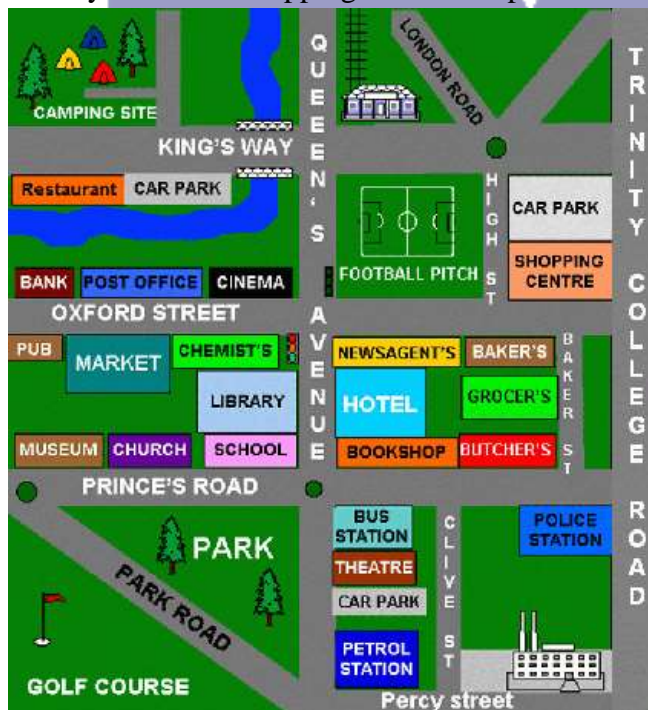 QUEEEN'S AVENUE
LONDON ROAD
TRINITY COLLEGE ROAD
CAMPING SITE
KING'S WAY
Restaurant
CAR PARK
HIGH ST
CAR PARK
FOOTBALL PITCH
SHOPPING
CENTRE
BANK
POST OFFICE
CINEMA
OXFORD STREET
PUB
MARKET
CHEMIST'S
NEWSAGENT'S
BAKER'S
BAKER ST
LIBRARY
HOTEL
GROCER'S
MUSEUM
CHURCH
SCHOOL
BOOKSHOP
BUTCHER'S
PRINCE'S ROAD
PARK
PARK ROAD
BUS
STATION
CLIVE ST
POLICE
STATION
THEATRE
CAR PARK
PETROL
STATION
GOLF COURSE
Percy street